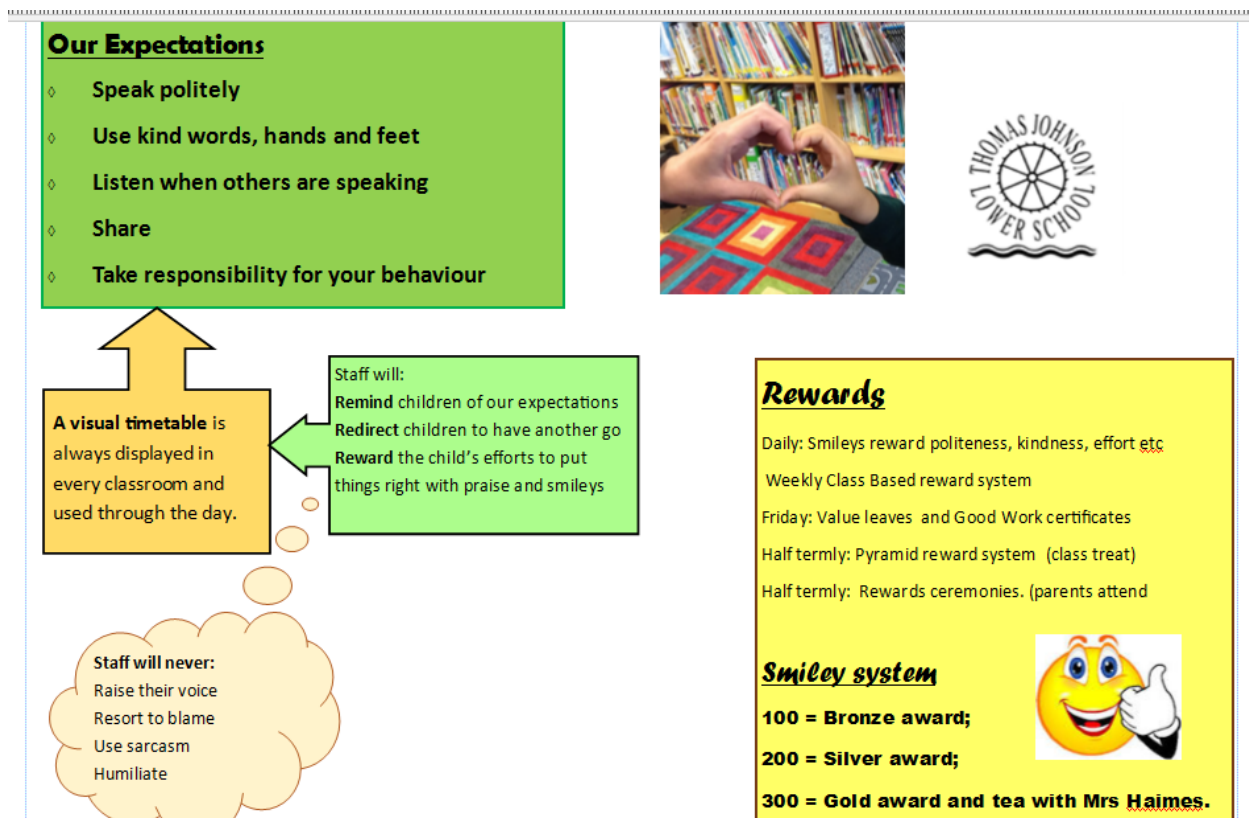 Our Expectations
◊ Speak politely
◊ Use kind words, hands and feet
◊ Listen when others are speaking
◊ Share
◊ Take responsibility for your behaviour
THOMAS JOHNSON
LOWER SCHOOL
A visual timetable is
always displayed in
every classroom and
used through the day.
Staff will:
Remind children of our expectations
Redirect children to have another go
Reward the child's efforts to put
things right with praise and smileys
Staff will never:
Raise their voice
Resort to blame
Use sarcasm
Humiliate
Rewards
Daily: Smileys reward politeness, kindness, effort etc
Weekly Class Based reward system
Friday: Value leaves and Good Work certificates
Half termly: Pyramid reward system (class treat)
Half termly: Rewards ceremonies. (parents attend
Smiley system
100 = Bronze award;
200 = Silver award;
300 = Gold award and tea with Mrs Haimes.